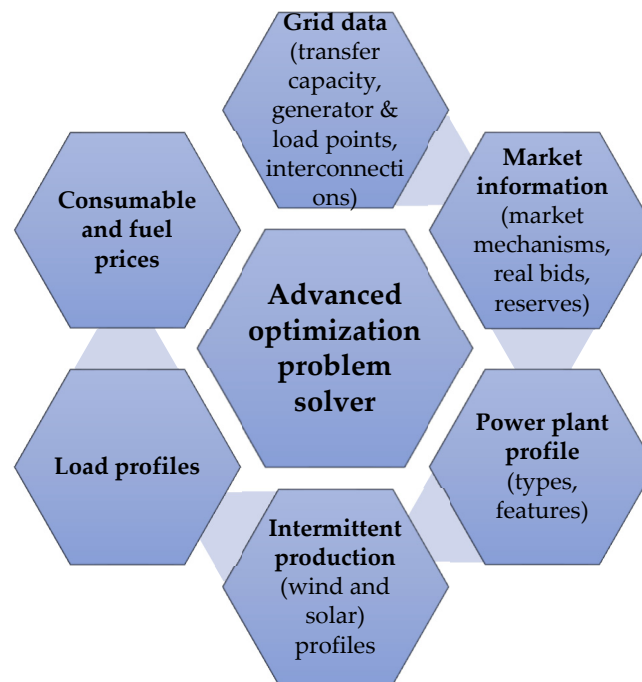 Grid data
(transfer
capacity,
generator &
load points,
interconnecti
ons)
Market
information
(market
mechanisms,
real bids,
reserves)
Power plant
profile
(types,
features)
Intermittent
production
(wind and
solar)
profiles
Load profiles
Consumable
and fuel
prices
Advanced
optimization
problem
solver